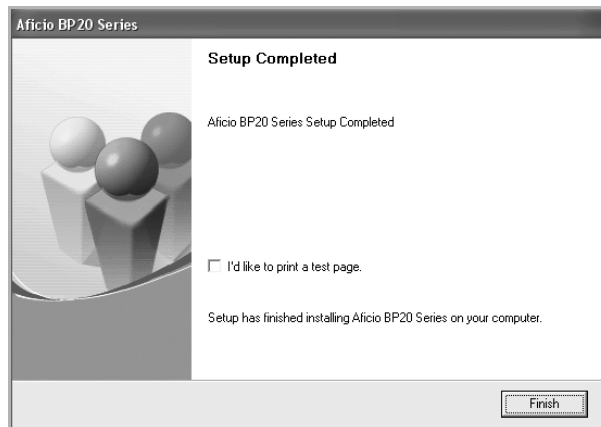 Aficio BP20 Series
Setup Completed
Aficio BP20 Series Setup Completed
I'd like to print a test page.
Setup has finished installing Aficio BP20 Series on your computer.
Finish